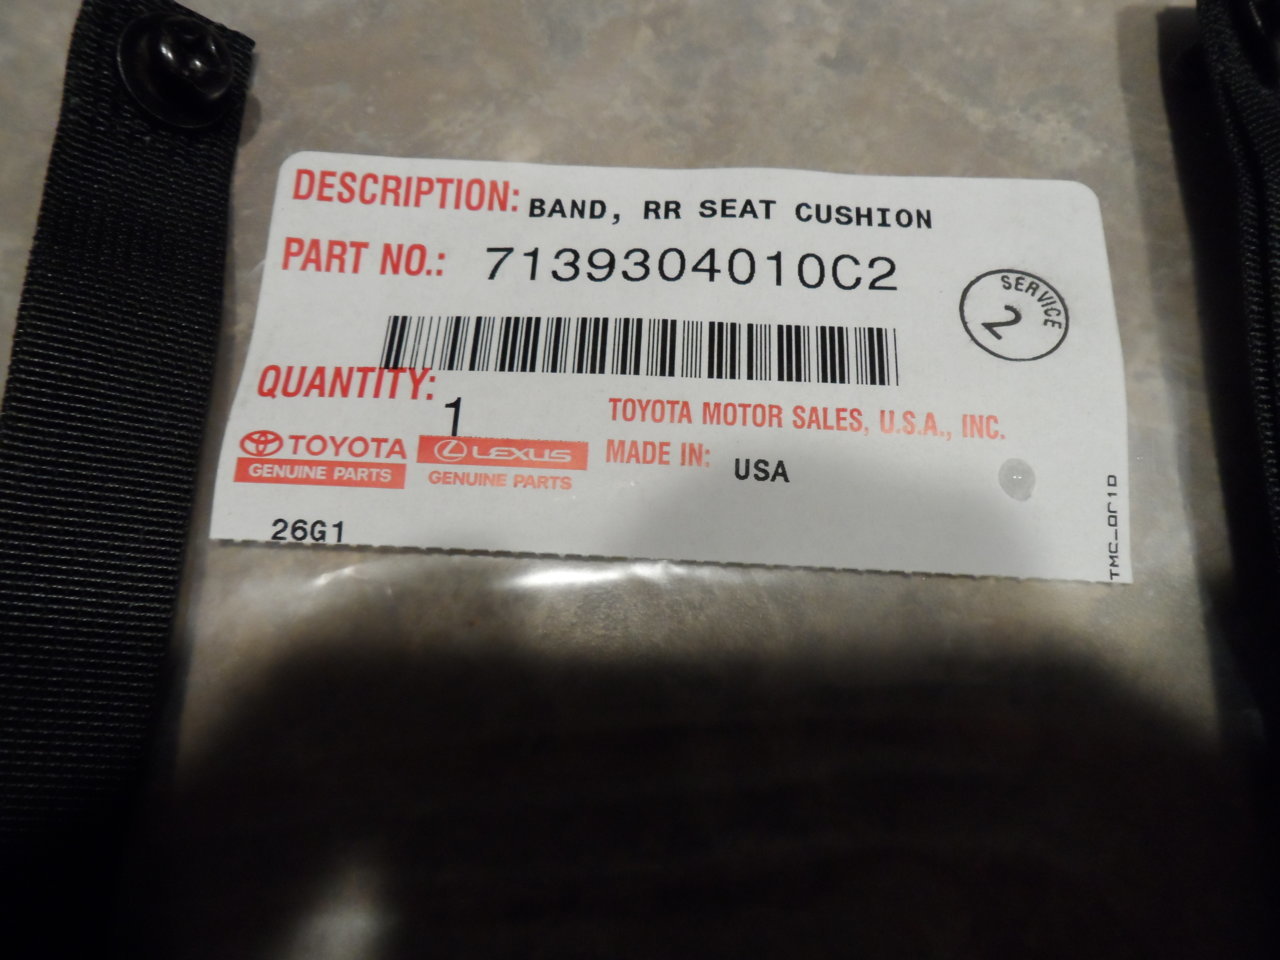 DESCRIPTION: BAND, RR SEAT CUSHION
PART NO.: 7139304010C2
SERVICE
2
QUANTITY: 1
TOYOTA MOTOR SALES, U.S.A., INC.
TOYOTA
GENUINE PARTS
LEXUS
GENUINE PARTS
MADE IN: USA
26G1